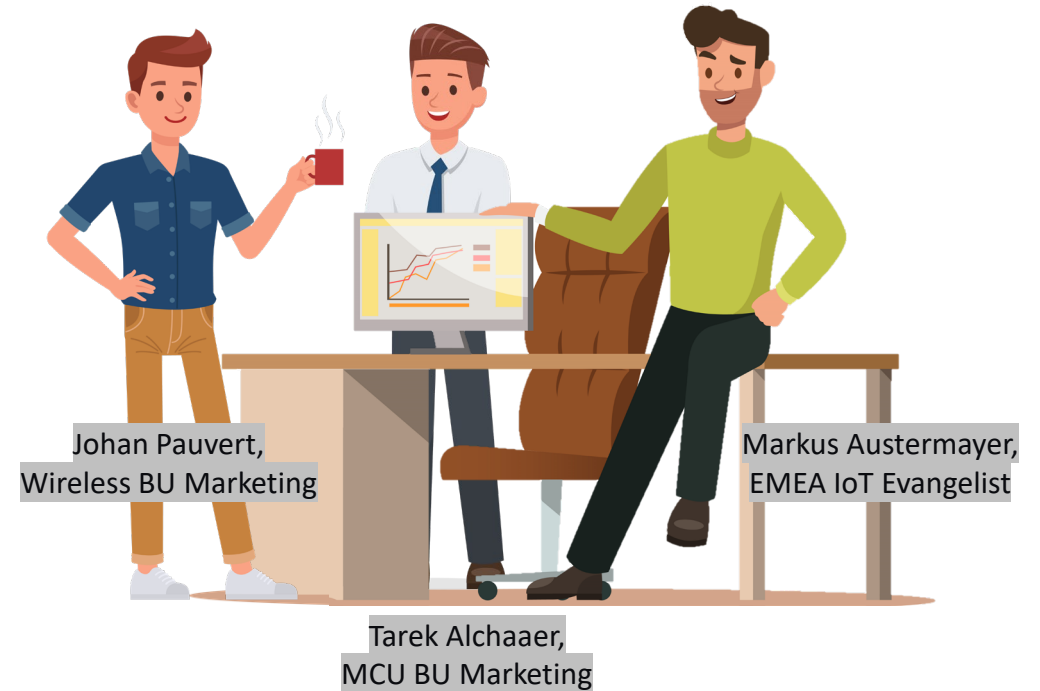 Johan Pauvert,
Wireless BU Marketing
Markus Austermayer,
EMEA IoT Evangelist
Tarek Alchaaer,
MCU BU Marketing